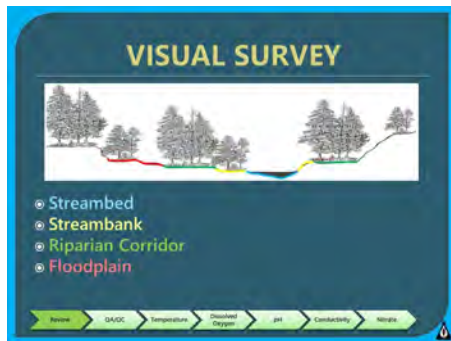 VISUAL SURVEY
Streambed
Streambank
Riparian Corridor
Floodplain
Review
QA/QC
Temperature
Dissolved
Oxygen
pH
Conductivity
Nitrate